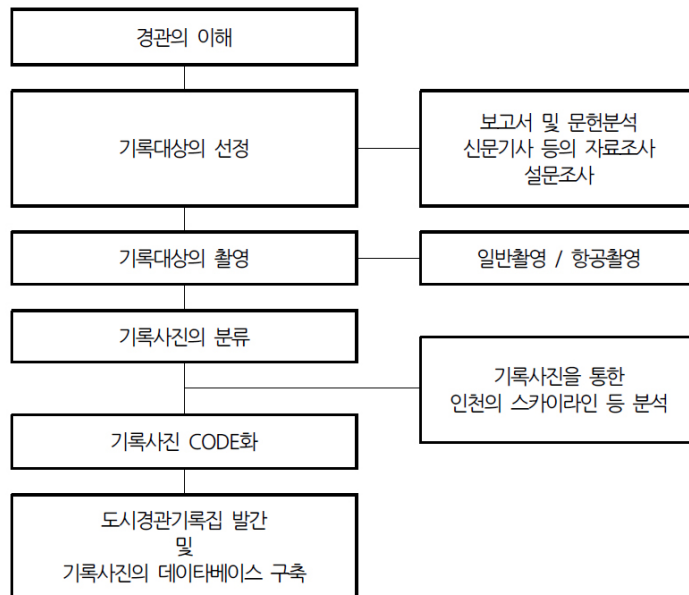 경관의 이해
기록대상의 선정
보고서 및 문헌분석
신문기사 등의 자료조사
설문조사
기록대상의 촬영
일반촬영 / 항공촬영
기록사진의 분류
기록사진을 통한
인천의 스카이라인 등 분석
기록사진 CODE화
도시경관기록집 발간
및
기록사진의 데이타베이스 구축